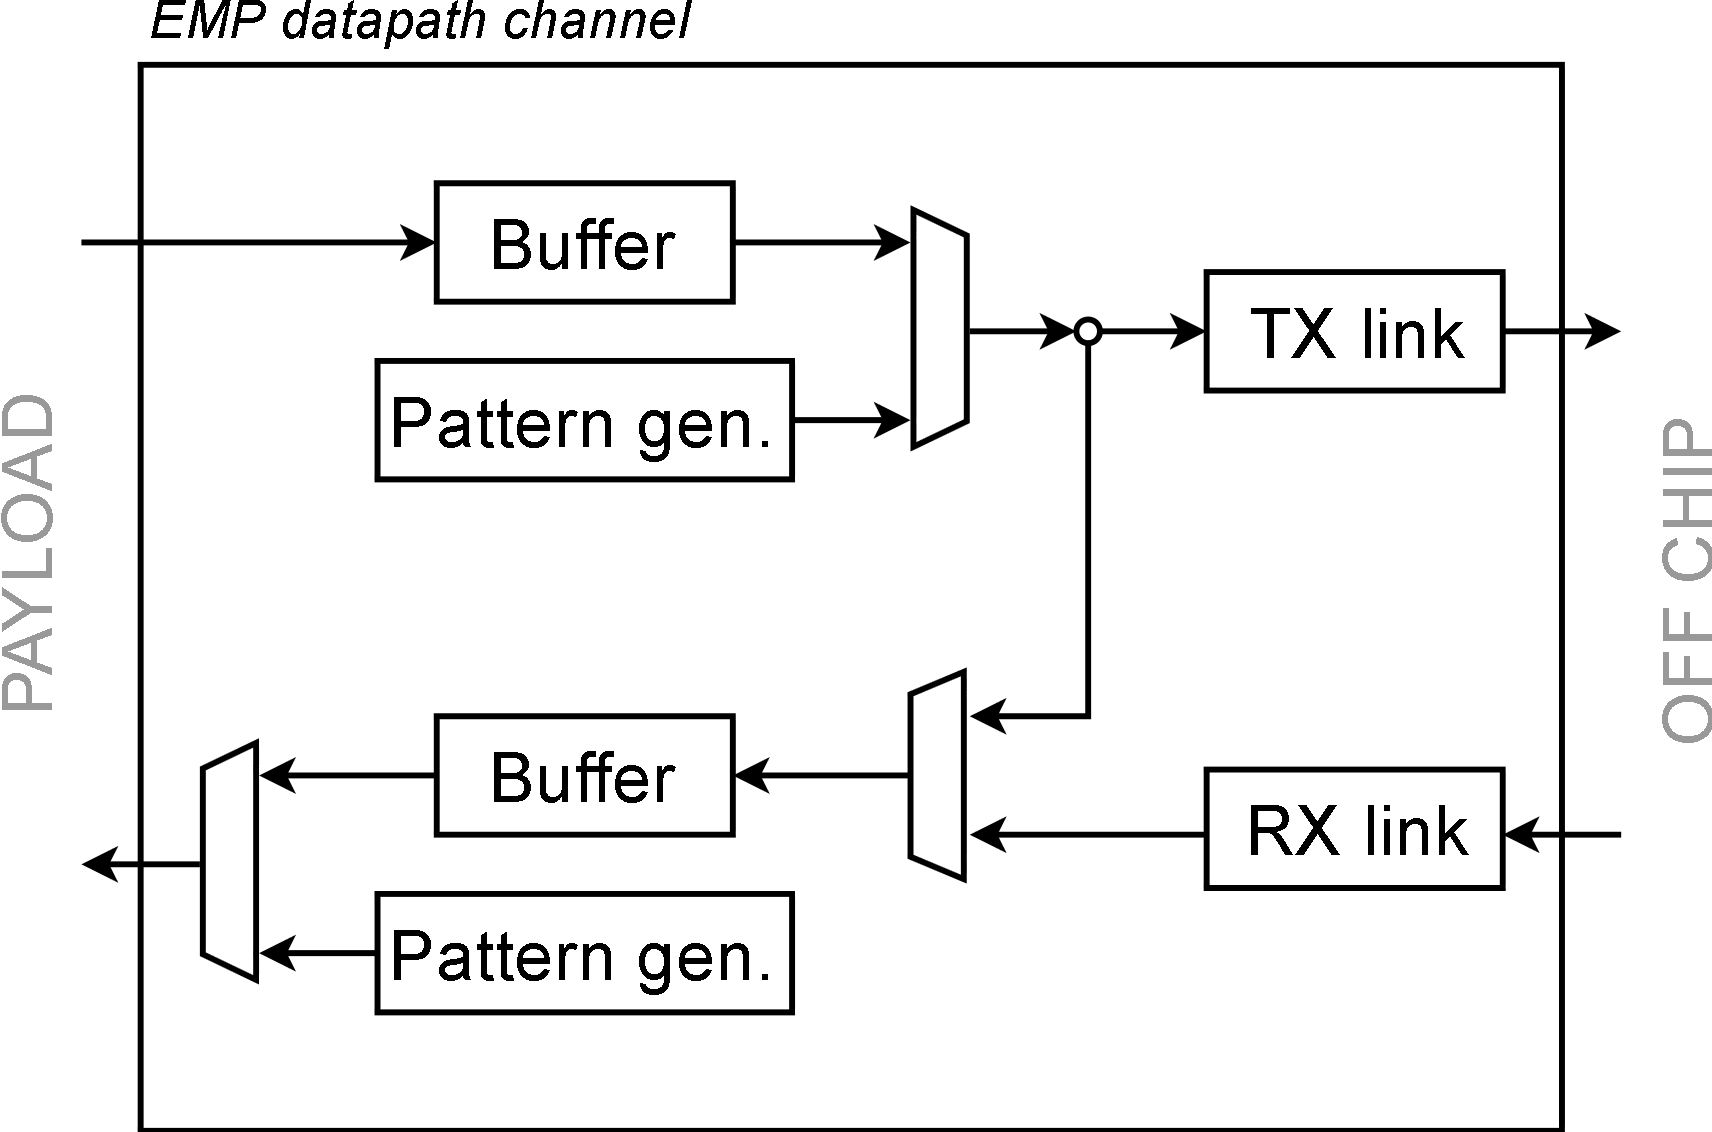 EMP datapath channel
Buffer
TX link
Pattern gen.
PAYLOAD
OFF CHIP
Buffer
RX link
Pattern gen.